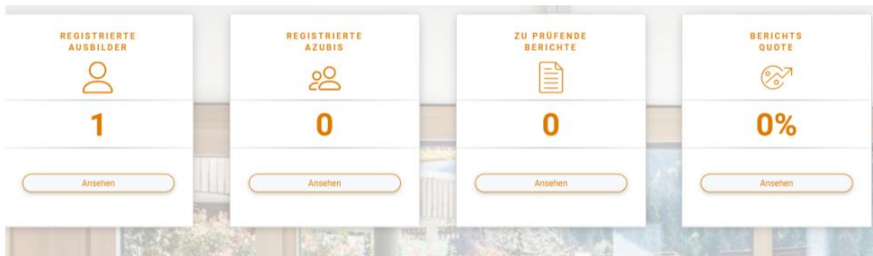 REGISTRIERTE
AUSBILDER
1
Ansehen
REGISTRIERTE
AZUBIS
0
Ansehen
ZU PRÜFENDE
BERICHTE
0
Ansehen
BERICHTS
QUOTE
0%
Ansehen